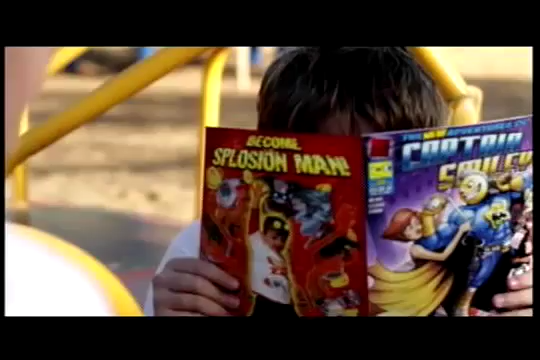 BECOME
SPLOSION MAN!
THE NEW ADVENTURES OF
CAPTAIN
SMILEY